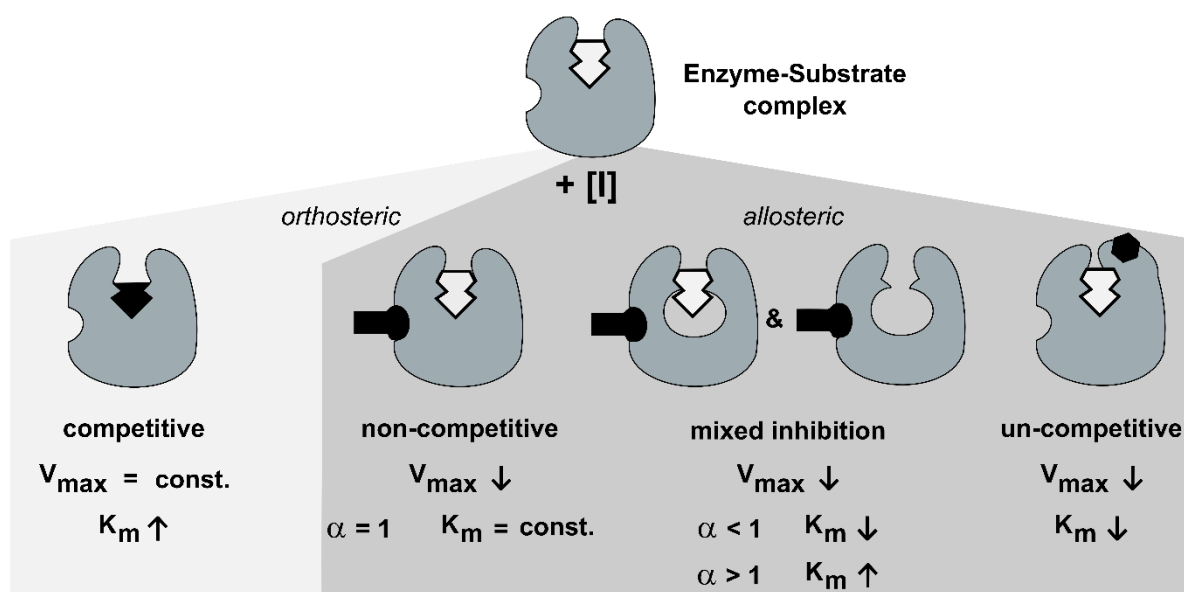 Enzyme-Substrate
complex
+ [I]
orthosteric
allosteric
&
competitive
Vmax = const.
Km ↑
non-competitive
Vmax ↓
α = 1 Km = const.
mixed inhibition
Vmax ↓
α < 1 Km ↓
α > 1 Km ↑
un-competitive
Vmax ↓
Km ↓